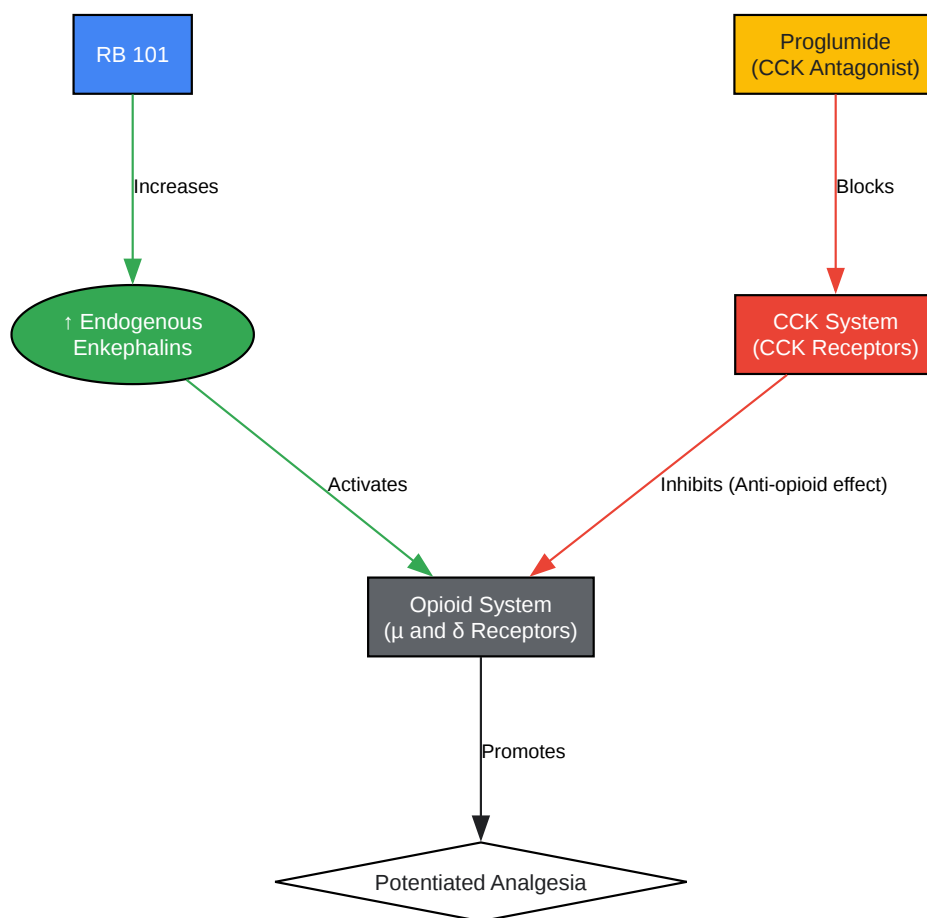 RB 101
Proglumide
(CCK Antagonist)
Increases
Blocks
↑ Endogenous
Enkephalins
CCK System
(CCK Receptors)
Activates
Inhibits (Anti-opioid effect)
Opioid System
(µ and δ Receptors)
Promotes
Potentiated Analgesia